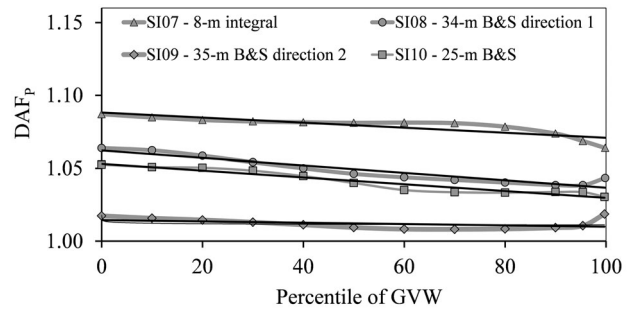 1.15
SI07 - 8-m integral
SI08 - 34-m B&S direction 1
SI09 - 35-m B&S direction 2
SI10 - 25-m B&S
1.10
DAFP
1.05
1.00
0 20 40 60 80 100
Percentile of GVW